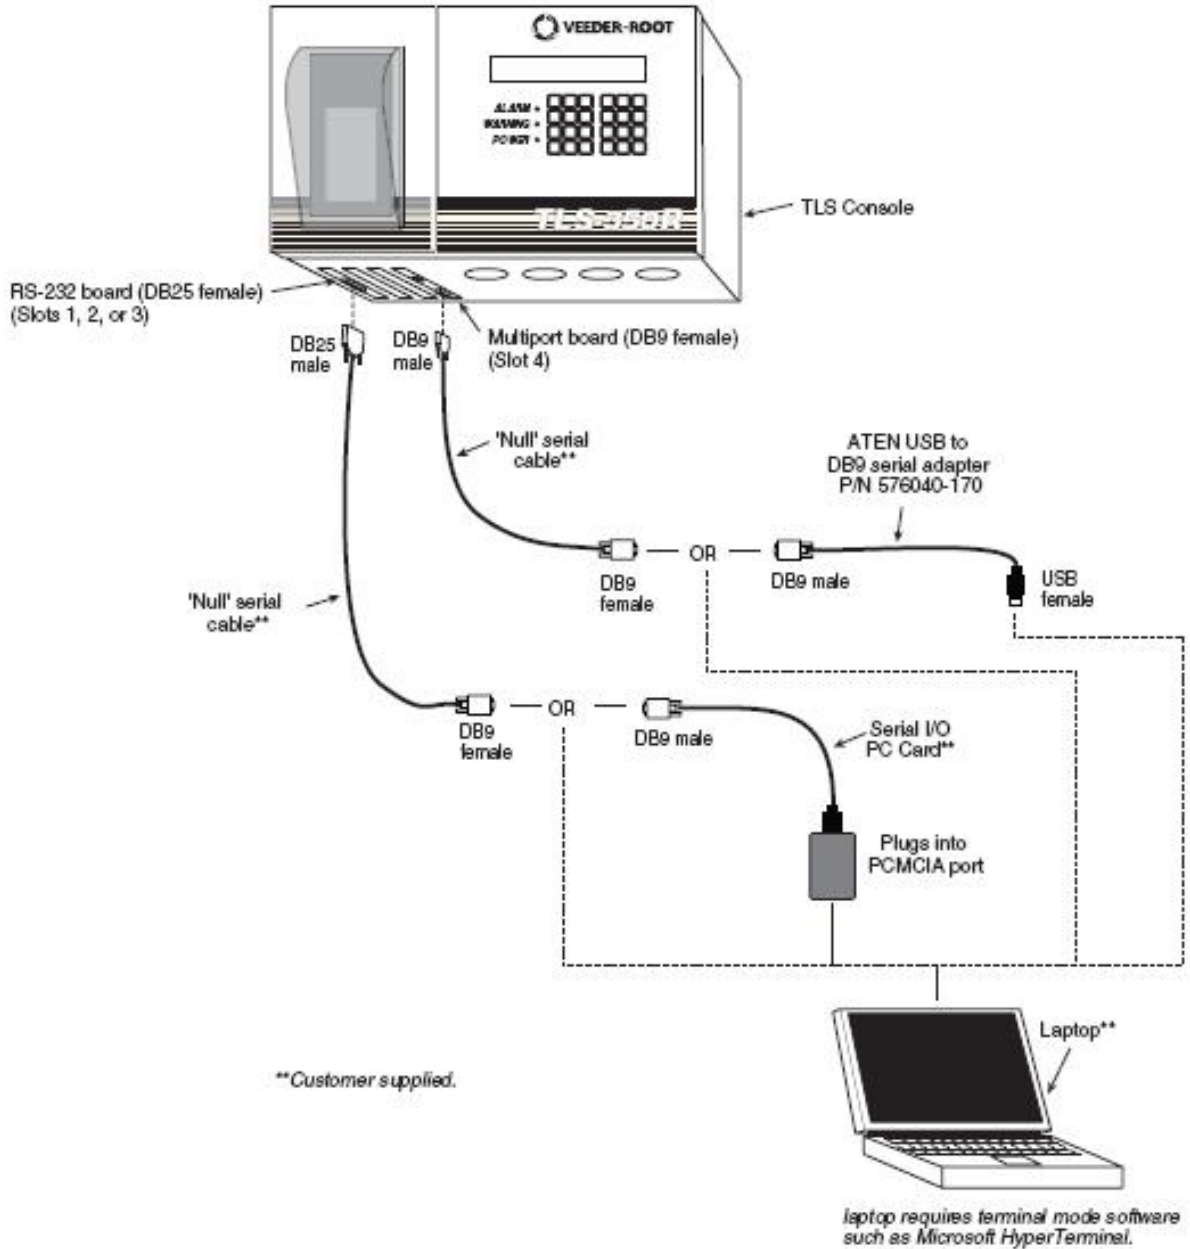 VEEDER-ROOT
ALARM
WARNING
POWER
TLS-350R
TLS Console
RS-232 board (DB25 female)
(Slots 1, 2, or 3)
DB25
male
DB9
male
Multiport board (DB9 female)
(Slot 4)
'Null' serial
cable**
ATEN USB to
DB9 serial adapter
P/N 576040-170
OR
DB9
female
DB9 male
USB
female
'Null' serial
cable**
OR
DB9
female
DB9 male
Serial I/O
PC Card**
Plugs into
PCMCIA port
Laptop**
**Customer supplied.
laptop requires terminal mode software
such as Microsoft HyperTerminal.